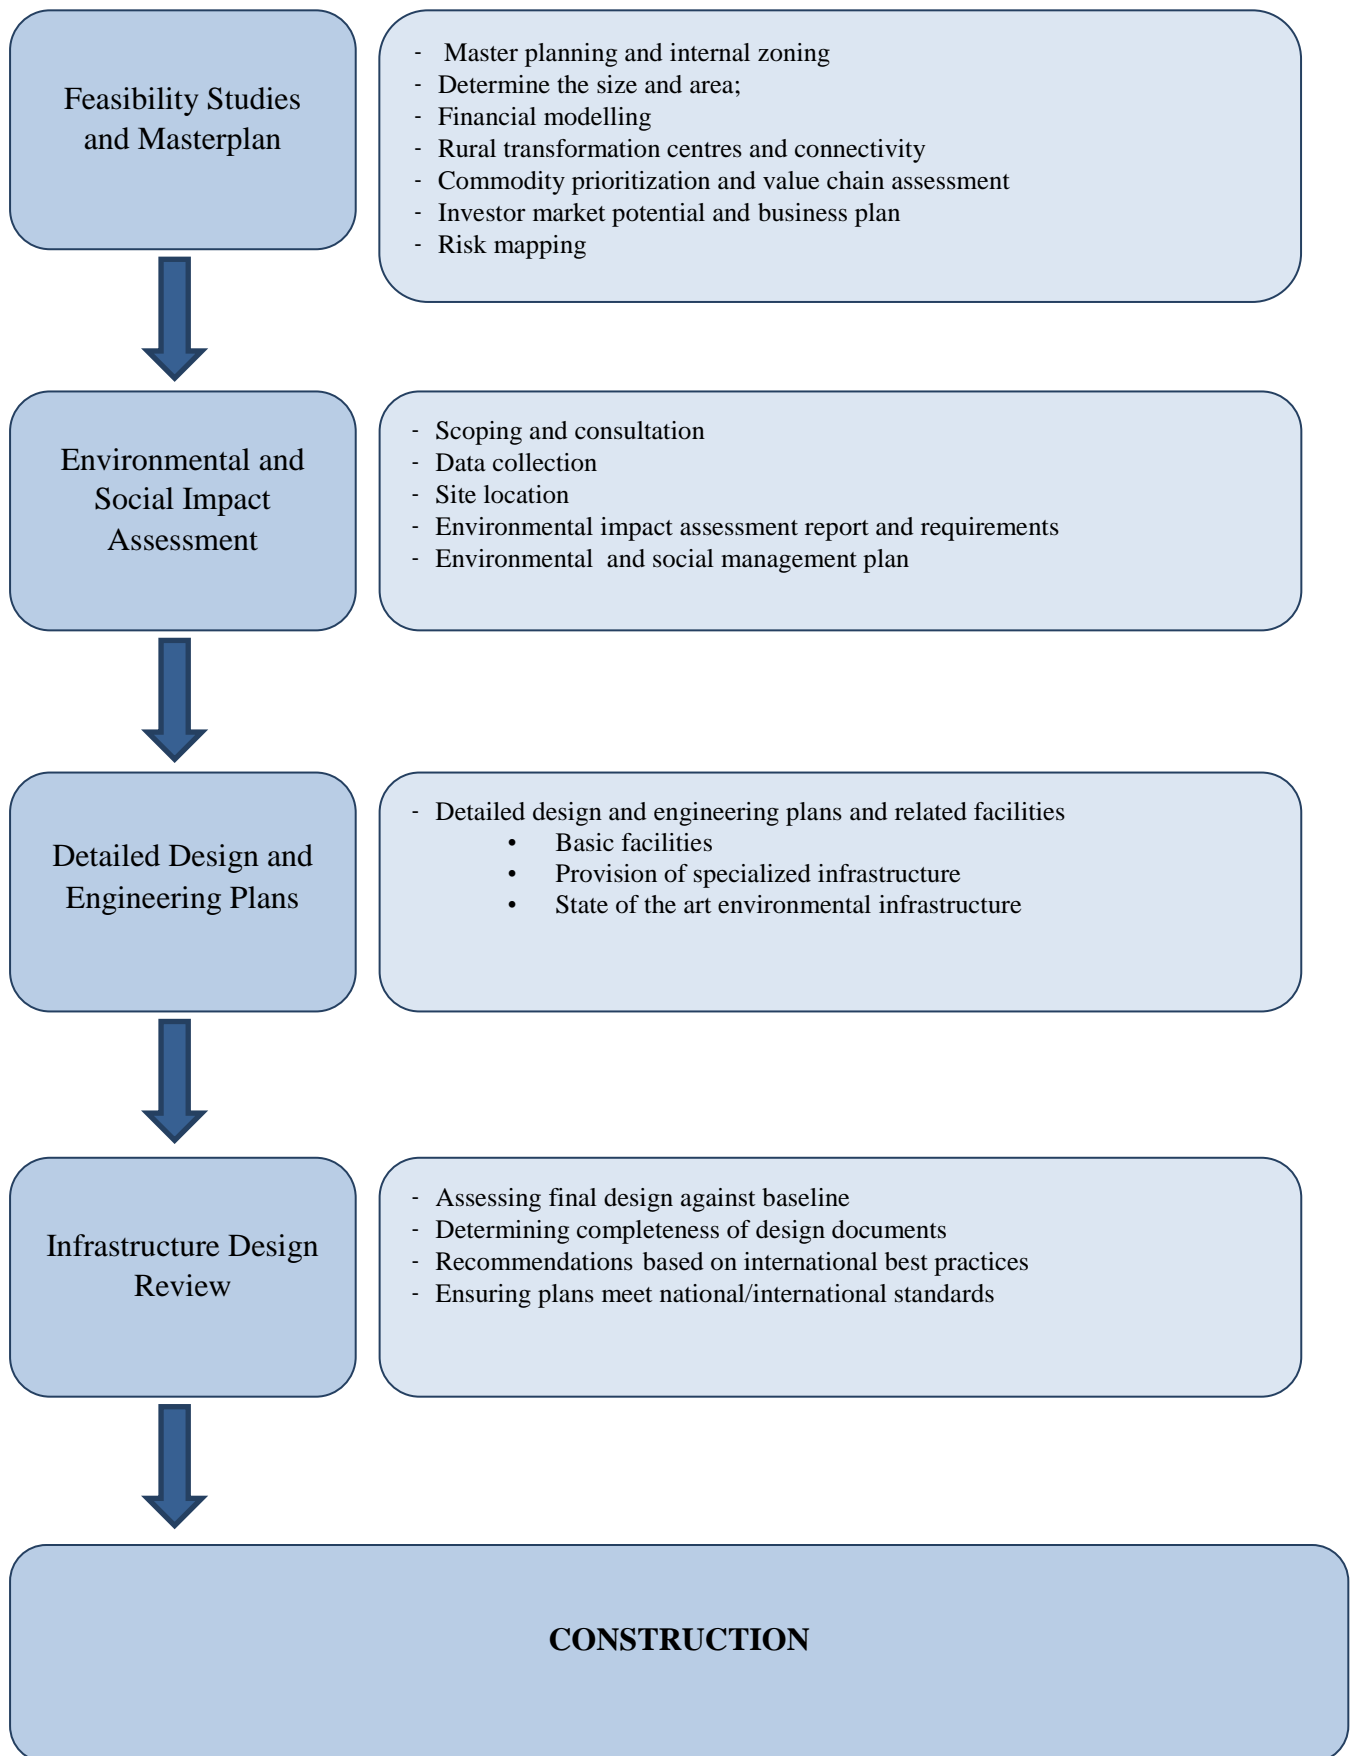 Feasibility Studies
and Masterplan
- Master planning and internal zoning
- Determine the size and area;
- Financial modelling
- Rural transformation centres and connectivity
- Commodity prioritization and value chain assessment
- Investor market potential and business plan
- Risk mapping
Environmental and
Social Impact
Assessment
- Scoping and consultation
- Data collection
- Site location
- Environmental impact assessment report and requirements
- Environmental and social management plan
Detailed Design and
Engineering Plans
- Detailed design and engineering plans and related facilities
• Basic facilities
• Provision of specialized infrastructure
• State of the art environmental infrastructure
Infrastructure Design
Review
- Assessing final design against baseline
- Determining completeness of design documents
- Recommendations based on international best practices
- Ensuring plans meet national/international standards
CONSTRUCTION